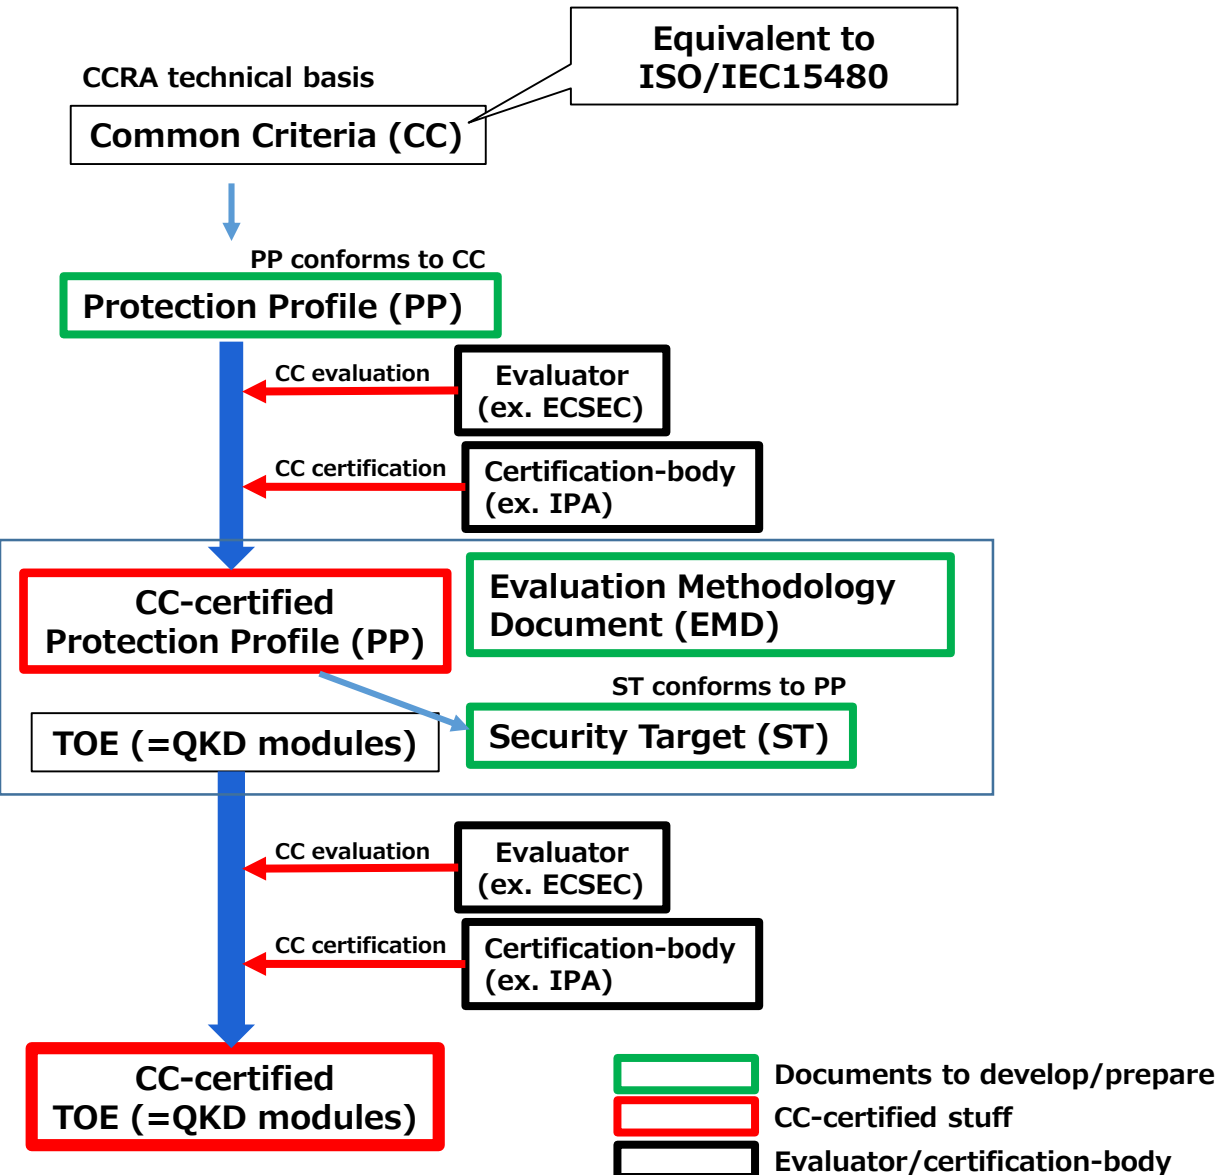 Equivalent to
ISO/IEC15480
CCRA technical basis
Common Criteria (CC)
PP conforms to CC
Protection Profile (PP)
CC evaluation
Evaluator
(ex. ECSEC)
CC certification
Certification-body
(ex. IPA)
CC-certified
Protection Profile (PP)
Evaluation Methodology
Document (EMD)
ST conforms to PP
TOE (=QKD modules)
Security Target (ST)
CC evaluation
Evaluator
(ex. ECSEC)
CC certification
Certification-body
(ex. IPA)
CC-certified
TOE (=QKD modules)
Documents to develop/prepare
CC-certified stuff
Evaluator/certification-body